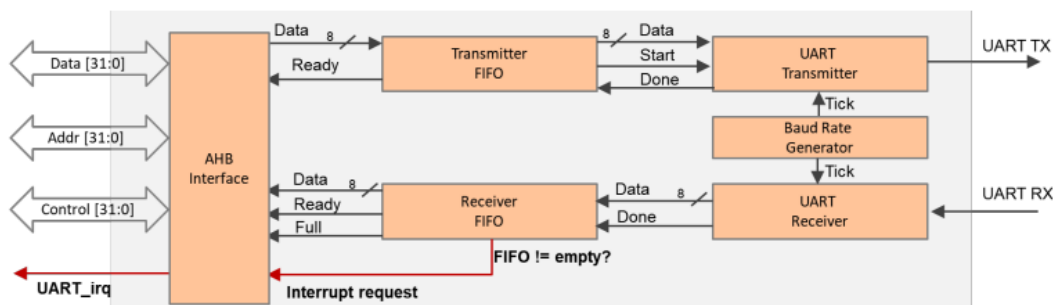 Data [31:0]
Addr [31:0]
Control [31:0]
UART_irq
AHB
Interface
Data
8
Ready
Transmitter
FIFO
8
Data
Start
Done
UART
Transmitter
UART TX
Tick
Baud Rate
Generator
Tick
Data
8
Ready
Full
Receiver
FIFO
Data
8
Done
UART
Receiver
UART RX
FIFO != empty?
Interrupt request